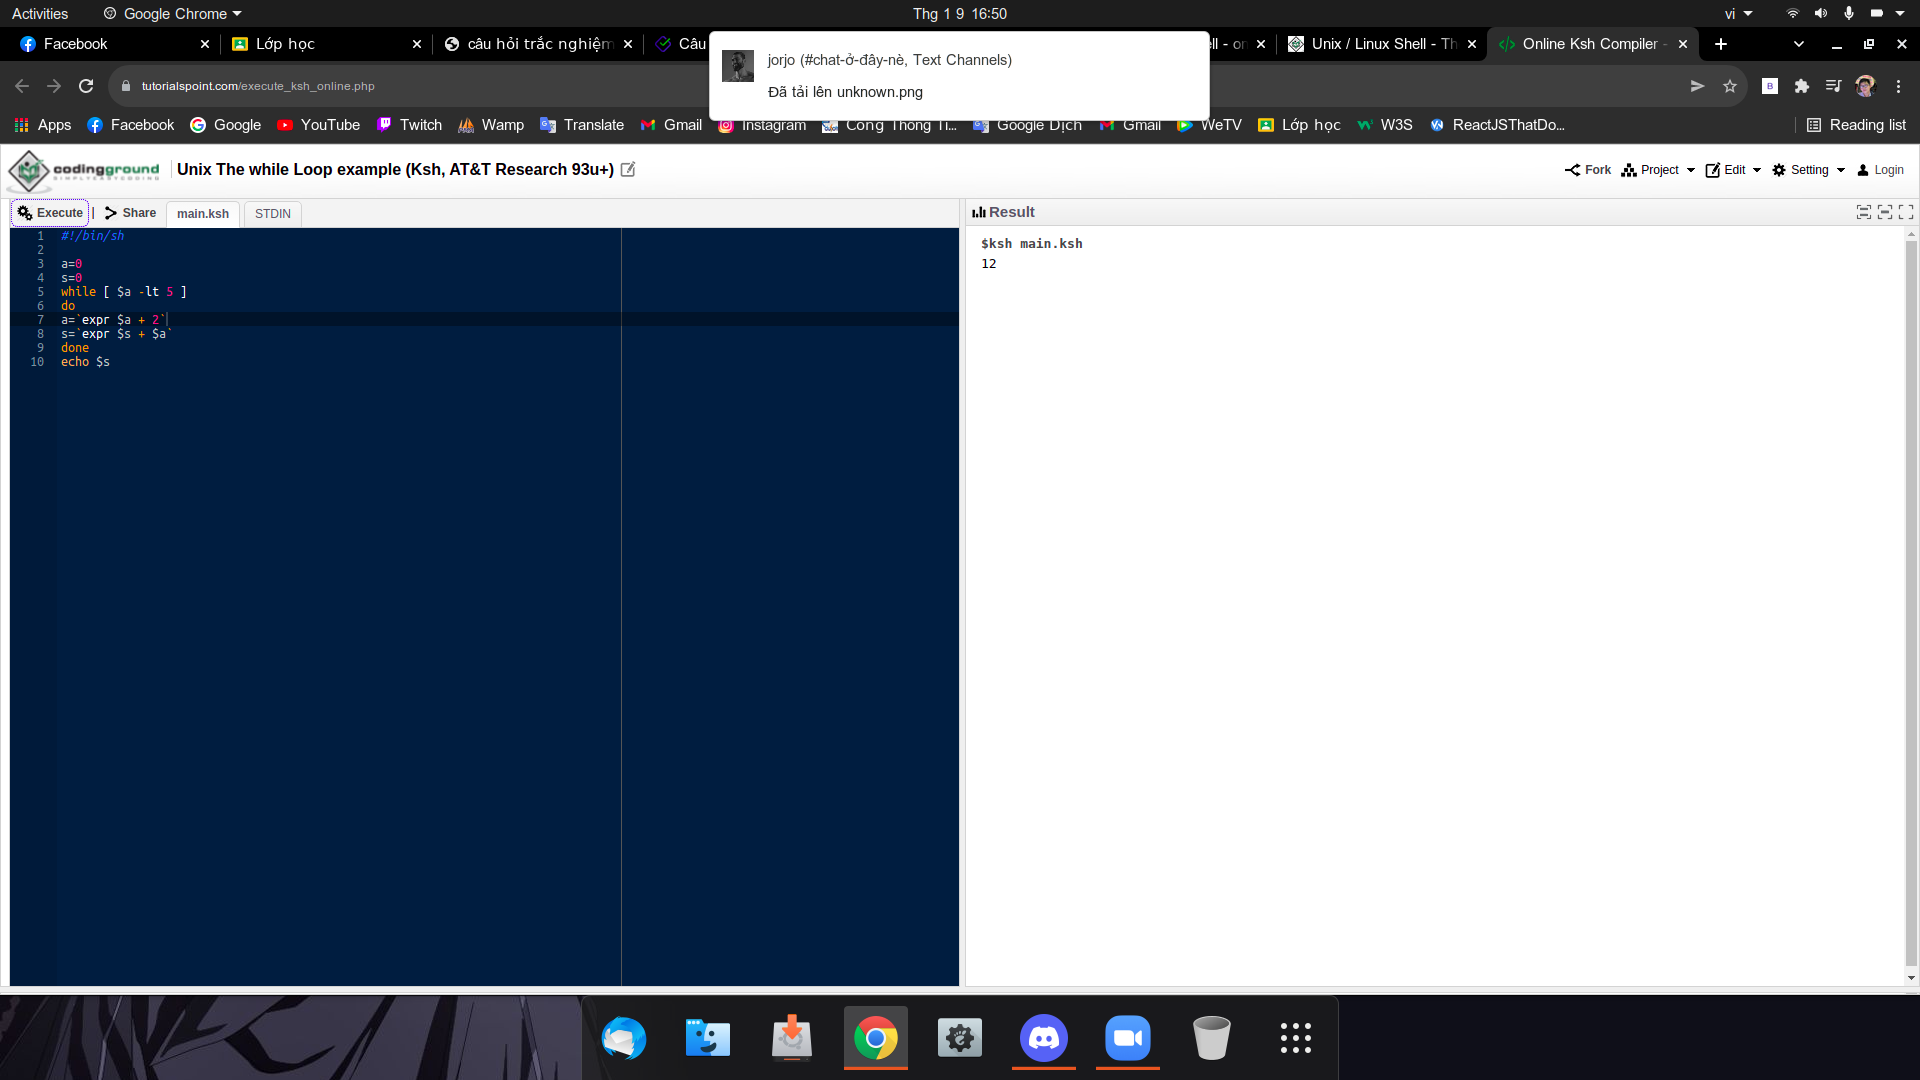 Activities
Google Chrome
Thg 1 9 16:50
vi
Facebook
Lớp học
câu hỏi trắc nghiệm
Câu
ll - on
Unix / Linux Shell - Th
Online Ksh Compiler -
jorjo (#chat-ở-đây-nè, Text Channels)
Đã tải lên unknown.png
tutorialspoint.com/execute_ksh_online.php
Apps
Facebook
Google
YouTube
Twitch
Wamp
Translate
Gmail
Instagram
Cổng Thông Ti...
Google Dịch
Gmail
WeTV
Lớp học
W3S
ReactJSThatDo...
Reading list
codingground
SIMPLYEASYCODING
Unix The while Loop example (Ksh, AT&T Research 93u+)
Fork
Project
Edit
Setting
Login
Execute
|
Share
main.ksh
STDIN
Result
1 #!/bin/sh
2
3 a=0
4 s=0
5 while [ $a -lt 5 ]
6 do
7 a=`expr $a + 2`
8 s=`expr $s + $a`
9 done
10 echo $s
$ksh main.ksh
12